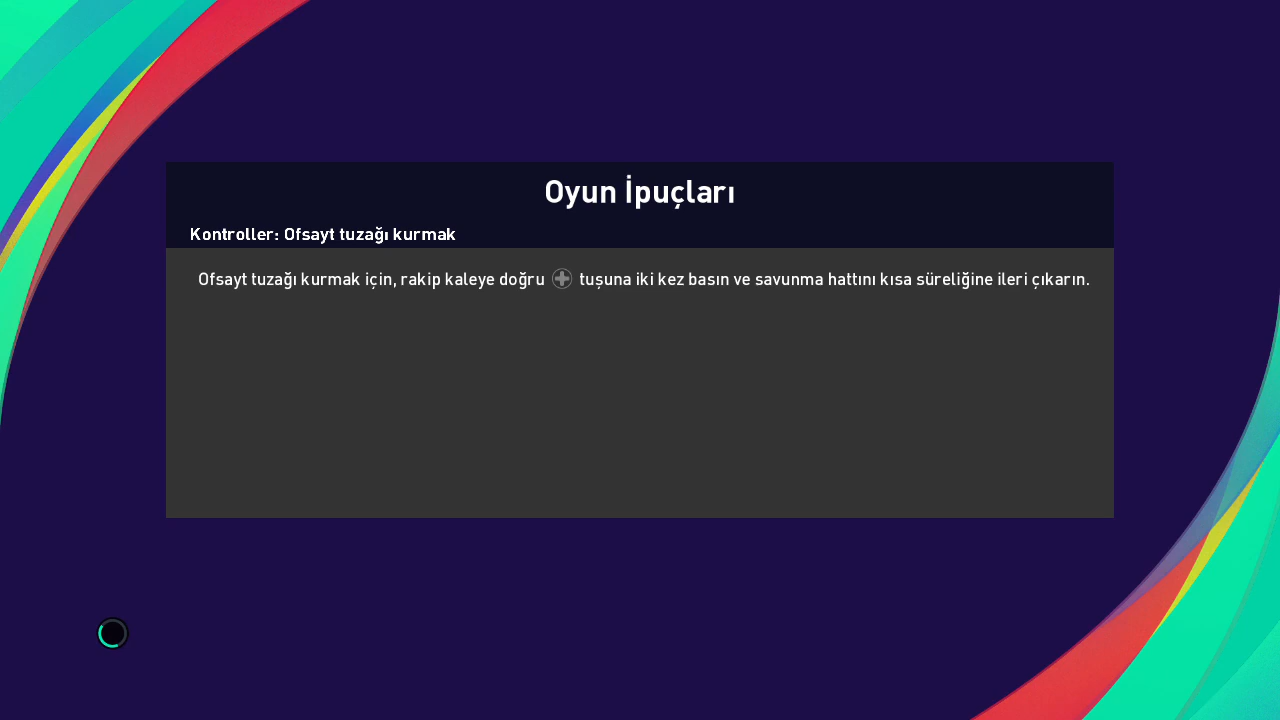 Oyun İpuçları
Kontroller: Ofsayt tuzağı kurmak
Ofsayt tuzağı kurmak için, rakip kaleye doğru tuşuna iki kez basın ve savunma hattını kısa süreliğine ileri çıkarın.